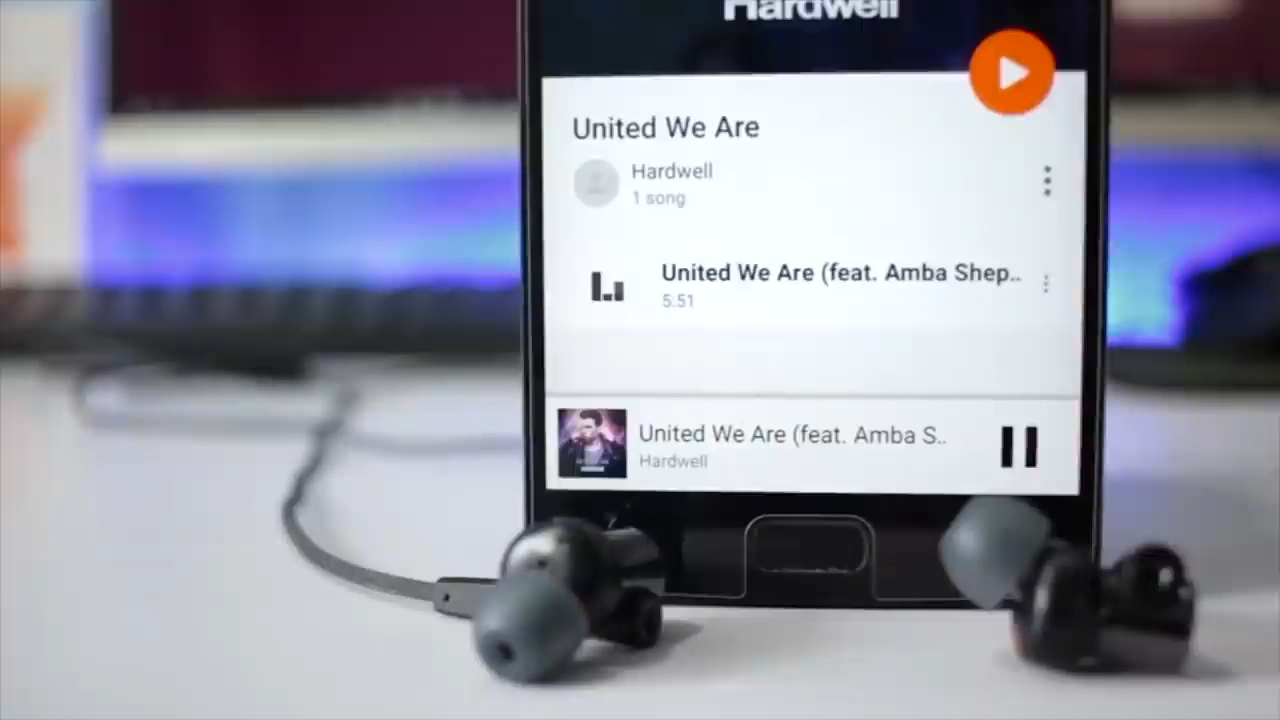 Hardwell
United We Are
Hardwell
1 song
United We Are (feat. Amba Shep..
5:51
United We Are (feat. Amba S..
Hardwell